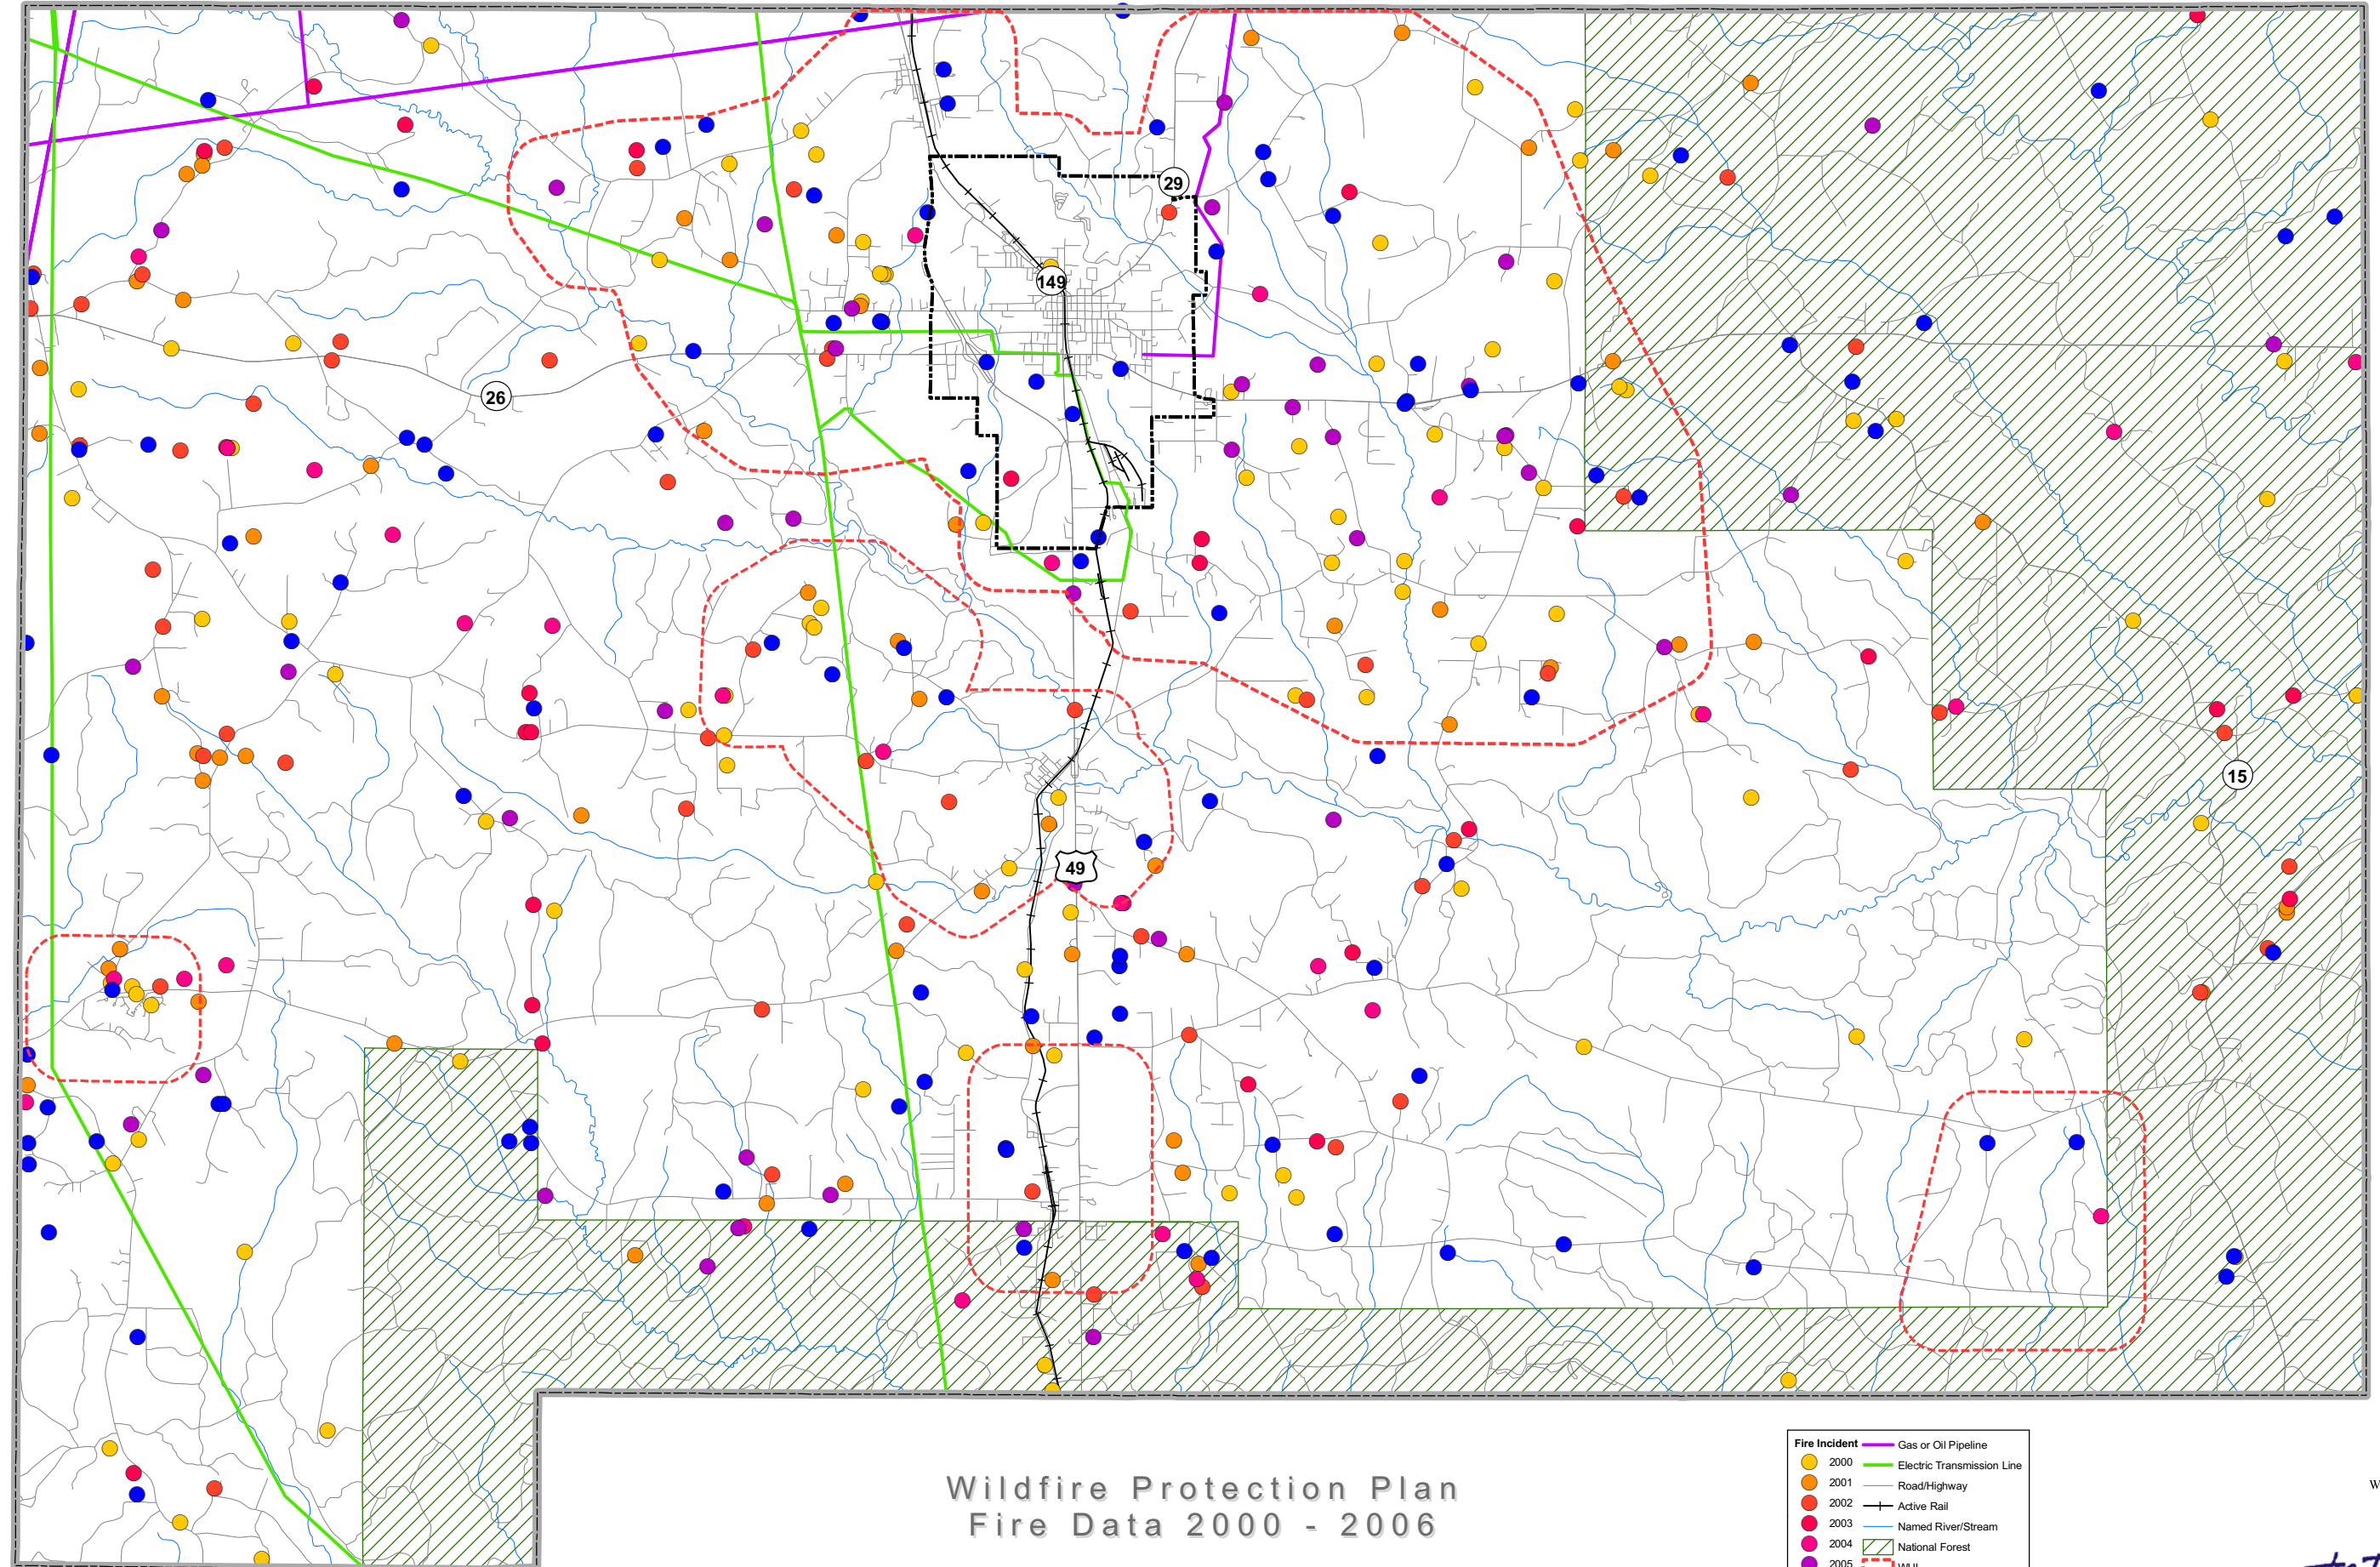 29
149
26
15
49
Wildfire Protection Plan
Fire Data 2000 - 2006
Fire Incident
2000
2001
2002
2003
2004
2005
Gas or Oil Pipeline
Electric Transmission Line
Road/Highway
Active Rail
Named River/Stream
National Forest
WUI
W